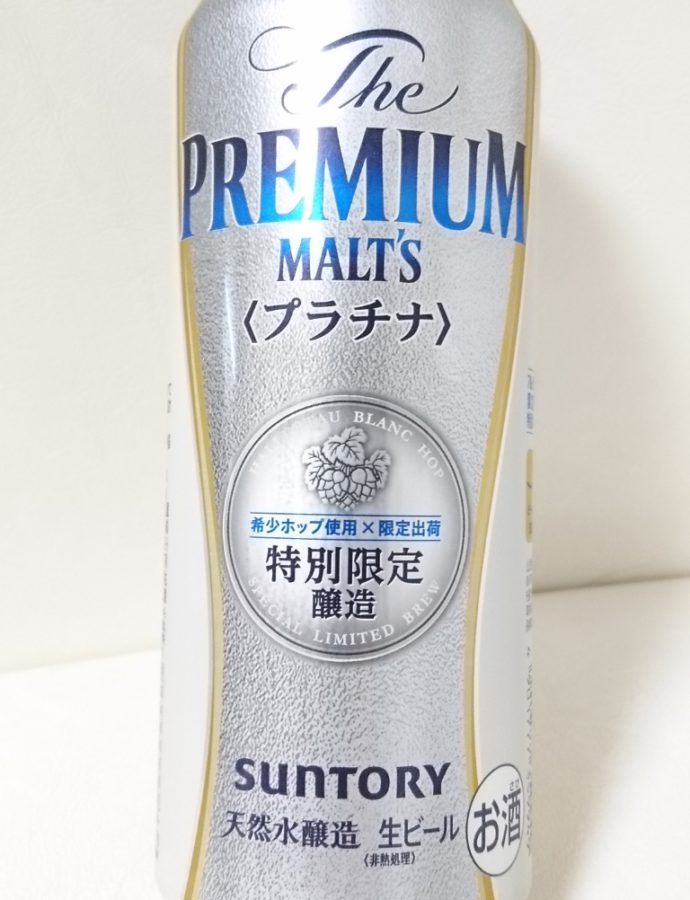 The
PREMIUM
MALT'S
〈プラチナ〉
BLANC HOP
希少ホップ使用×限定出荷
特別限定
醸造
SPECIAL LIMITED BREW
SUNTORY
天然水醸造 生ビール
〈非熱処理〉
お酒